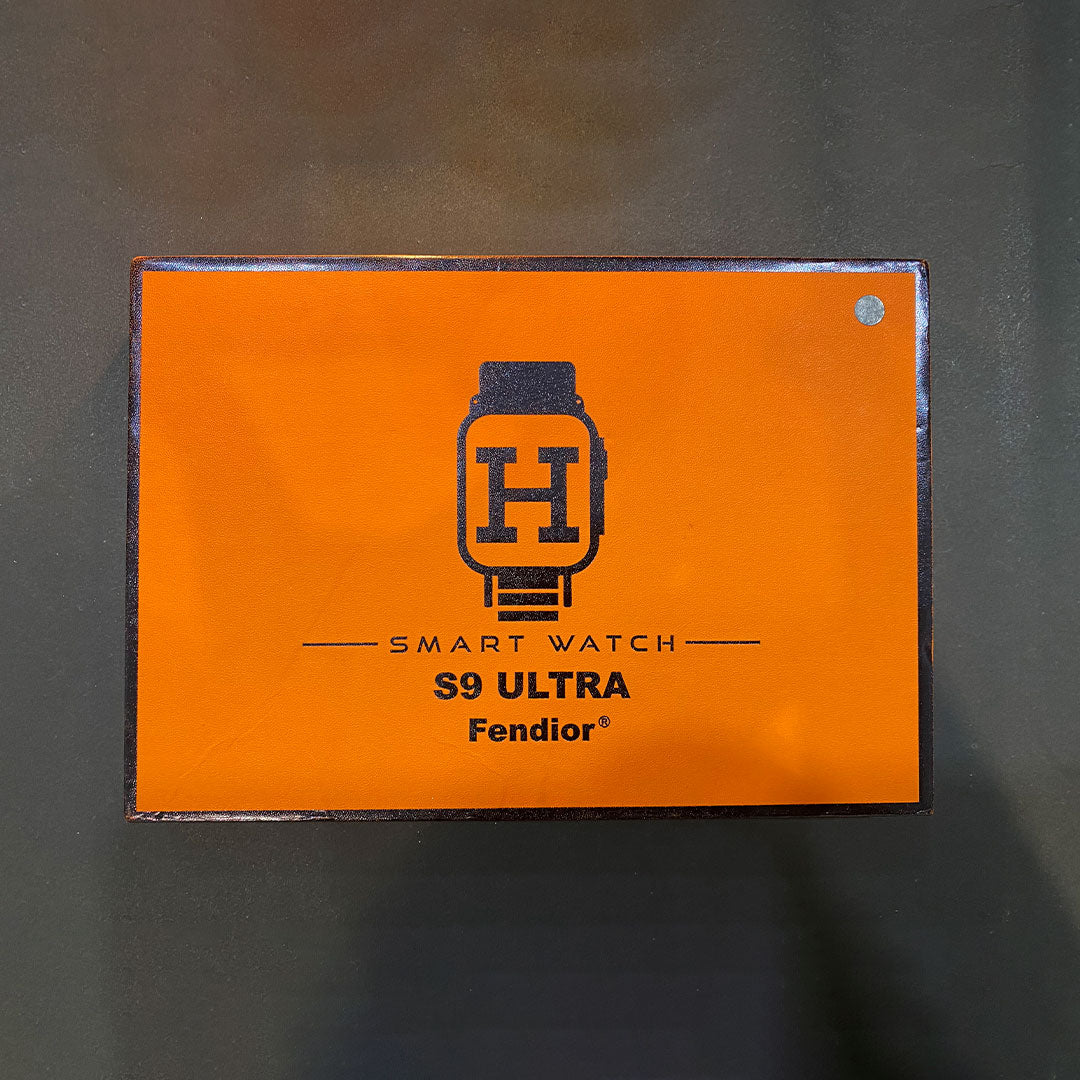 H
SMART WATCH
S9 ULTRA
Fendior®